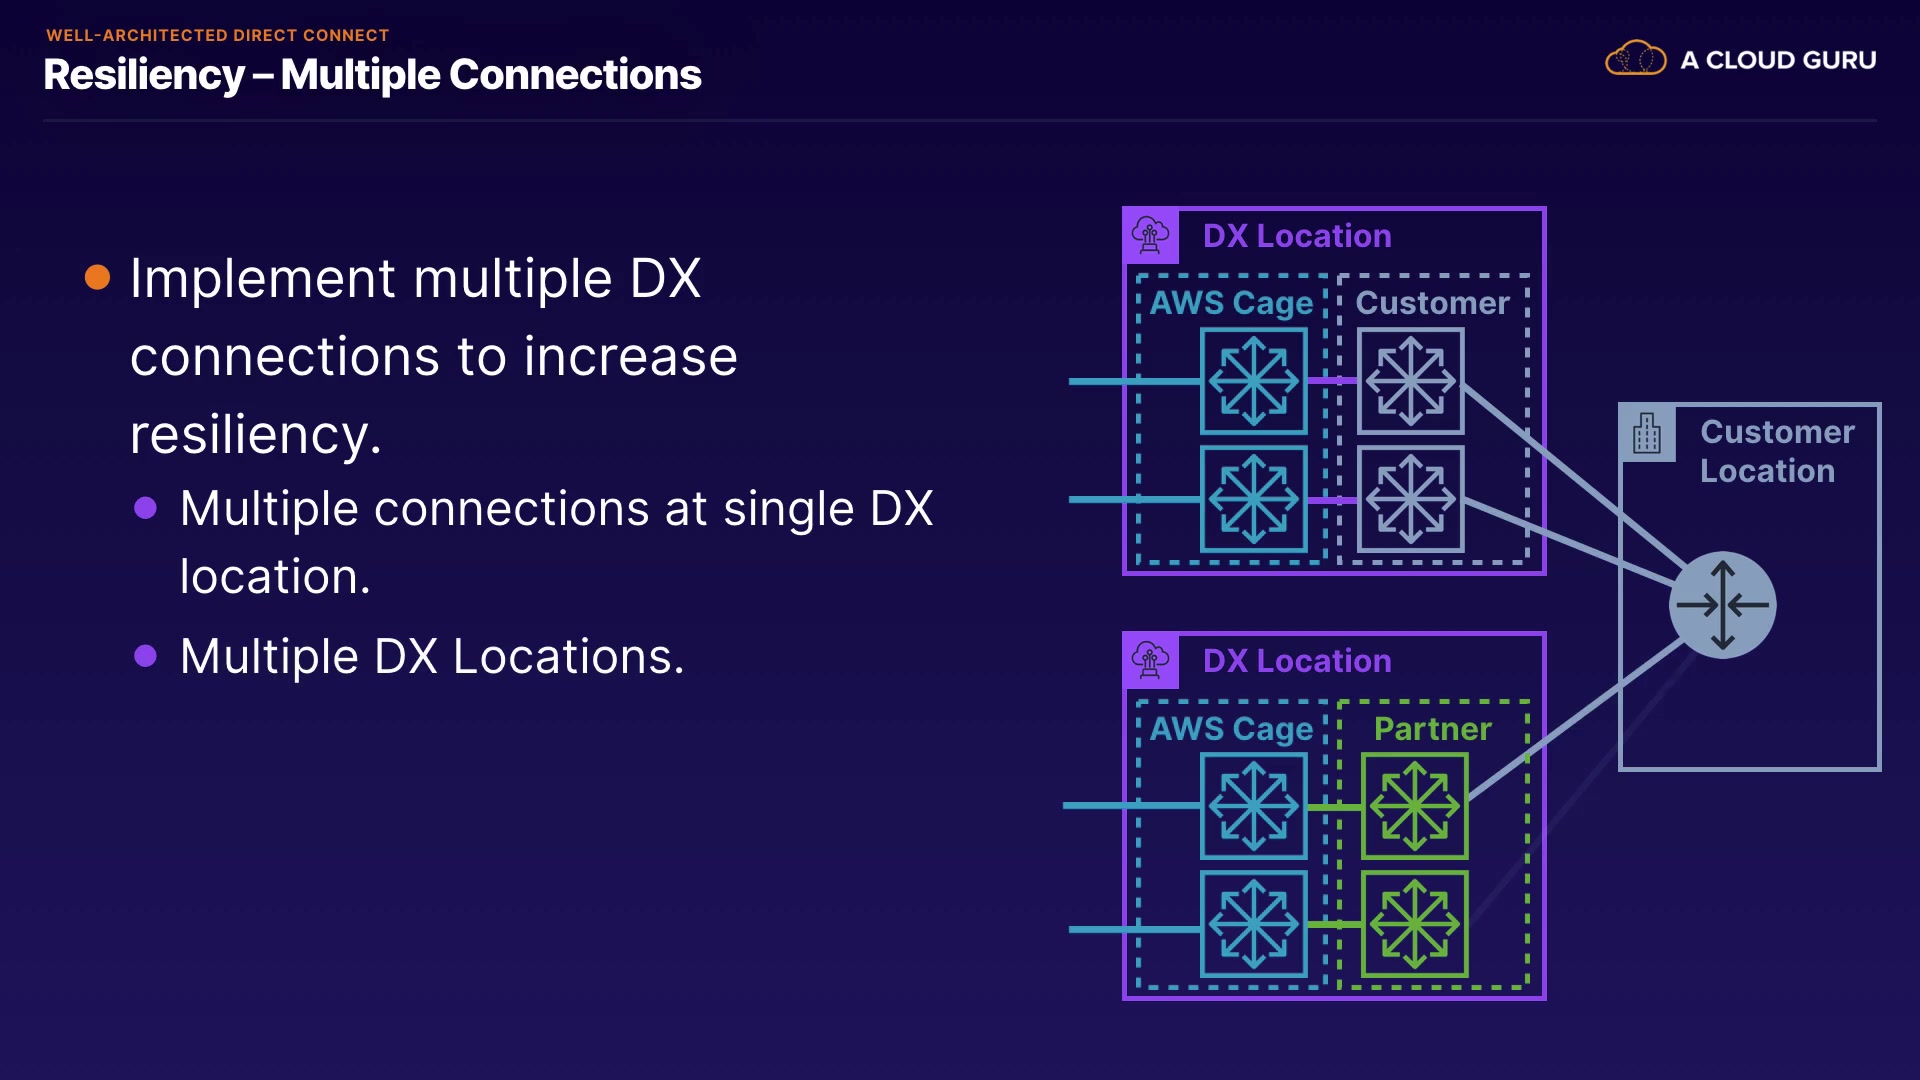 WELL-ARCHITECTED DIRECT CONNECT
Resiliency – Multiple Connections
A CLOUD GURU
Implement multiple DX
connections to increase
resiliency.
Multiple connections at single DX
location.
Multiple DX Locations.
DX Location
AWS Cage
Customer
Customer
Location
DX Location
AWS Cage
Partner